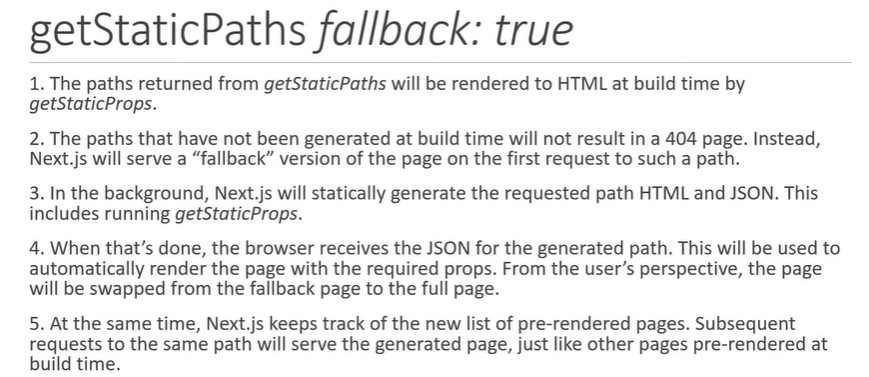 getStaticPaths fallback: true
1. The paths returned from getStaticPaths will be rendered to HTML at build time by
getStaticProps.
2. The paths that have not been generated at build time will not result in a 404 page. Instead,
Next.js will serve a “fallback” version of the page on the first request to such a path.
3. In the background, Next.js will statically generate the requested path HTML and JSON. This
includes running getStaticProps.
4. When that’s done, the browser receives the JSON for the generated path. This will be used to
automatically render the page with the required props. From the user’s perspective, the page
will be swapped from the fallback page to the full page.
5. At the same time, Next.js keeps track of the new list of pre-rendered pages. Subsequent
requests to the same path will serve the generated page, just like other pages pre-rendered at
build time.